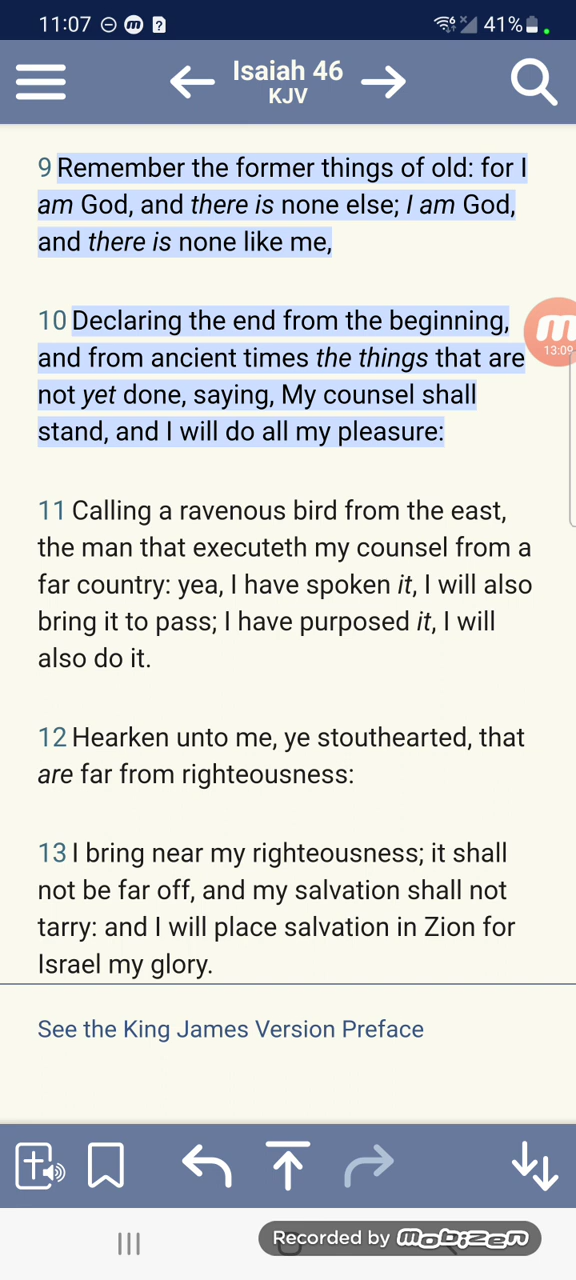 11:07 41%
Isaiah 46
KJV
9 Remember the former things of old: for I
am God, and there is none else; I am God,
and there is none like me,
10 Declaring the end from the beginning,
and from ancient times the things that are
not yet done, saying, My counsel shall
stand, and I will do all my pleasure:
m
13:09
11 Calling a ravenous bird from the east,
the man that executeth my counsel from a
far country: yea, I have spoken it, I will also
bring it to pass; I have purposed it, I will
also do it.
12 Hearken unto me, ye stouthearted, that
are far from righteousness:
13 I bring near my righteousness; it shall
not be far off, and my salvation shall not
tarry: and I will place salvation in Zion for
Israel my glory.
See the King James Version Preface
Recorded by mobizen